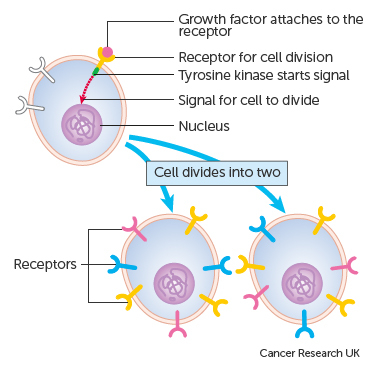 Growth factor attaches to the
receptor
Receptor for cell division
Tyrosine kinase starts signal
Signal for cell to divide
Nucleus
Cell divides into two
Receptors
Cancer Research UK